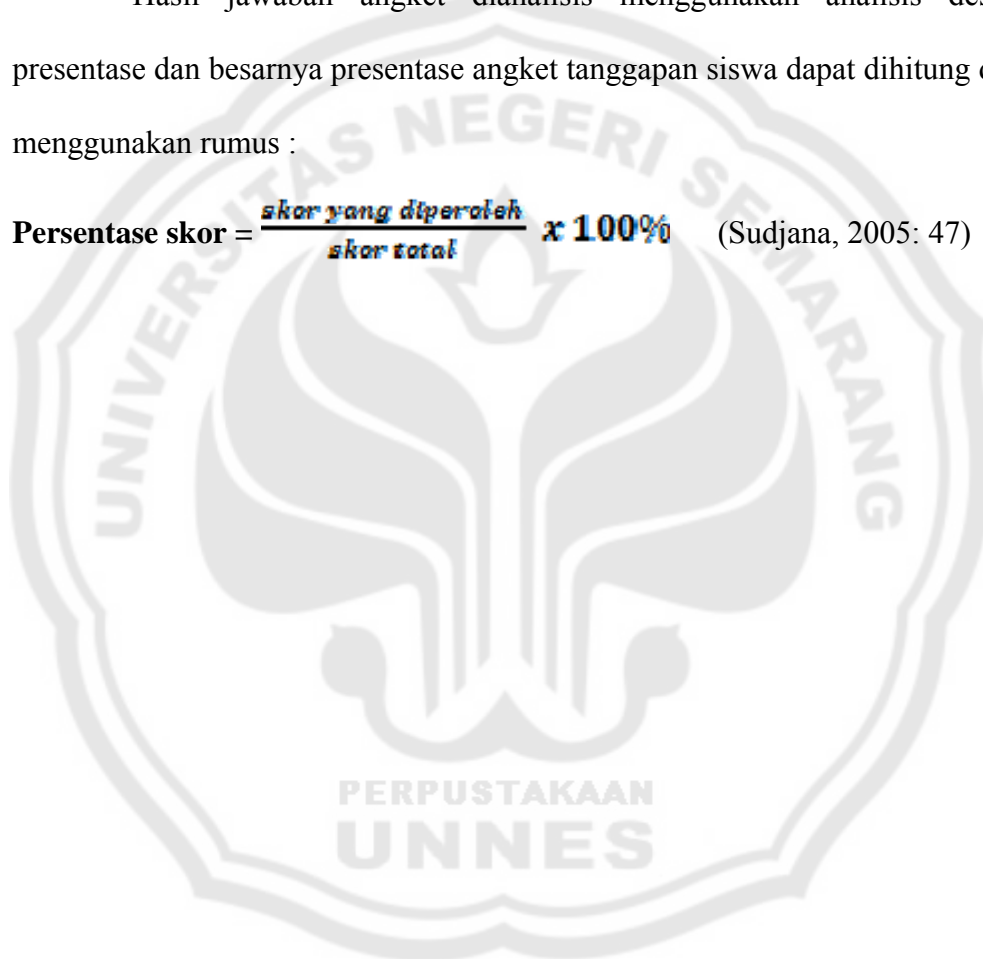 Hasil jawaban angket dianalisis menggunakan analisis
presentase dan besarnya presentase angket tanggapan siswa dapat dihitung
menggunakan rumus :
Persentase skor = skor yang diperoleh / skor total x 100% (Sudjana, 2005: 47)
UNIVERSITAS NEGERI SEMARANG
PERPUSTAKAAN
UNNES